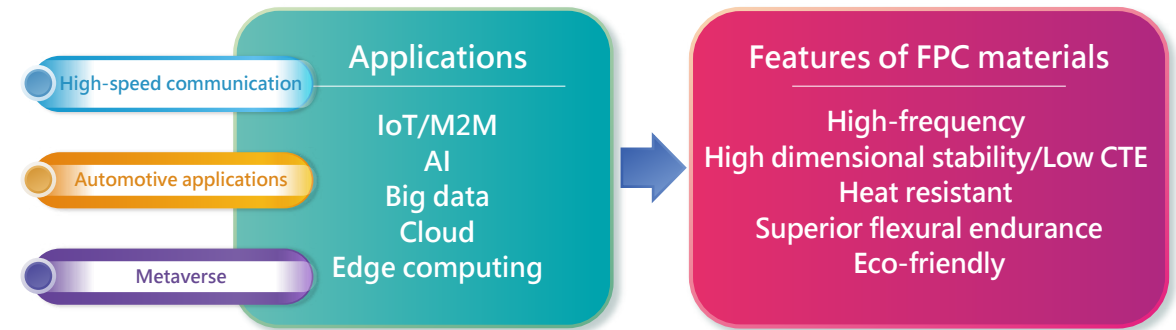 High-speed communication
Automotive applications
Metaverse
Applications
IoT/M2M
AI
Big data
Cloud
Edge computing
Features of FPC materials
High-frequency
High dimensional stability/Low CTE
Heat resistant
Superior flexural endurance
Eco-friendly